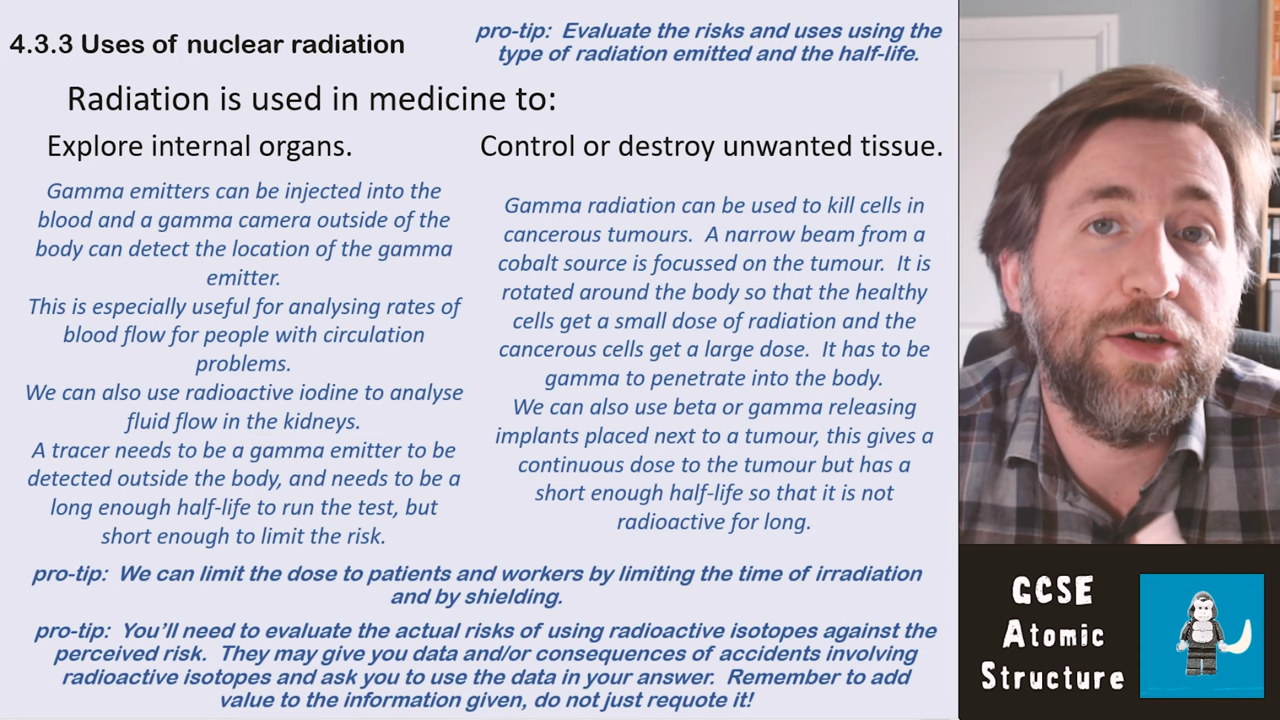 4.3.3 Uses of nuclear radiation
pro-tip: Evaluate the risks and uses using the
type of radiation emitted and the half-life.
Radiation is used in medicine to:
Explore internal organs.
Gamma emitters can be injected into the
blood and a gamma camera outside of the
body can detect the location of the gamma
emitter.
This is especially useful for analysing rates of
blood flow for people with circulation
problems.
We can also use radioactive iodine to analyse
fluid flow in the kidneys.
A tracer needs to be a gamma emitter to be
detected outside the body, and needs to be a
long enough half-life to run the test, but
short enough to limit the risk.
Control or destroy unwanted tissue.
Gamma radiation can be used to kill cells in
cancerous tumours. A narrow beam from a
cobalt source is focussed on the tumour. It is
rotated around the body so that the healthy
cells get a small dose of radiation and the
cancerous cells get a large dose. It has to be
gamma to penetrate into the body.
We can also use beta or gamma releasing
implants placed next to a tumour, this gives a
continuous dose to the tumour but has a
short enough half-life so that it is not
radioactive for long.
pro-tip: We can limit the dose to patients and workers by limiting the time of irradiation
and by shielding.
pro-tip: You'll need to evaluate the actual risks of using radioactive isotopes against the
perceived risk. They may give you data and/or consequences of accidents involving
radioactive isotopes and ask you to use the data in your answer. Remember to add
value to the information given, do not just requote it!
GCSE
Atomic
Structure